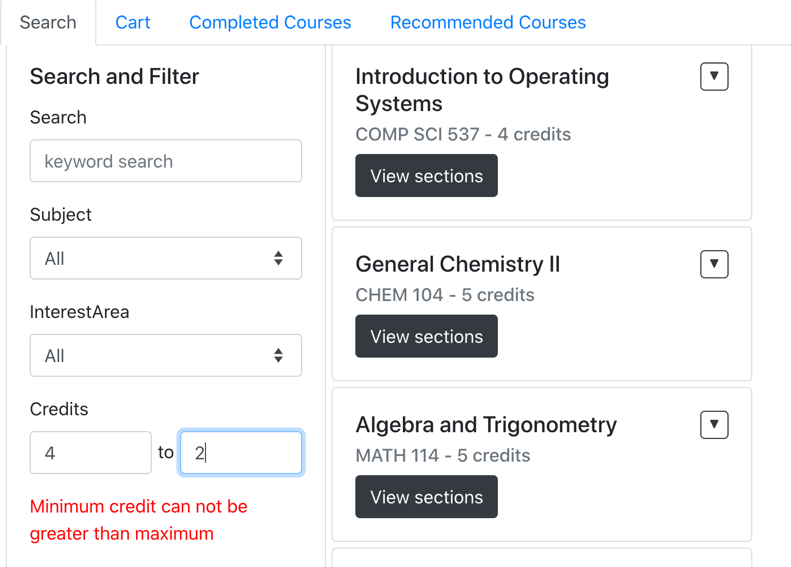 Search Cart Completed Courses Recommended Courses
Search and Filter
Search
keyword search
Subject
All
InterestArea
All
Credits
4 to 2
Minimum credit can not be
greater than maximum
Introduction to Operating
Systems
COMP SCI 537 - 4 credits
View sections
General Chemistry II
CHEM 104 - 5 credits
View sections
Algebra and Trigonometry
MATH 114 - 5 credits
View sections